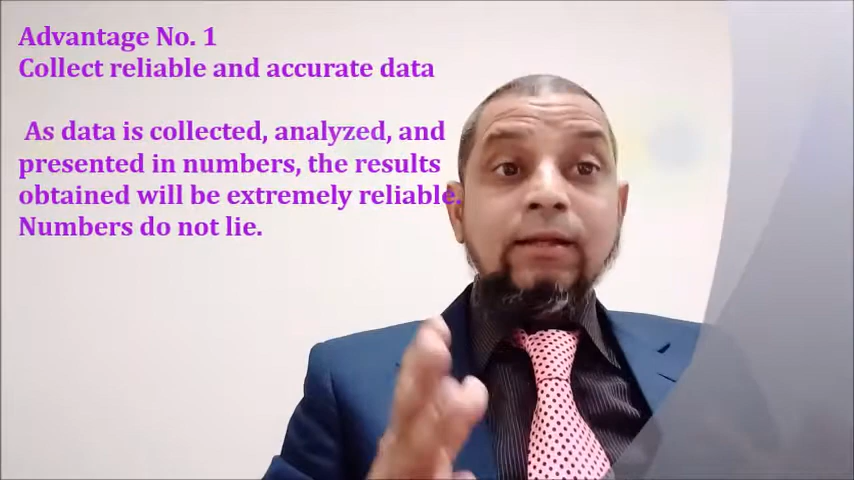 Advantage No. 1
Collect reliable and accurate data
As data is collected, analyzed, and
presented in numbers, the results
obtained will be extremely reliable.
Numbers do not lie.